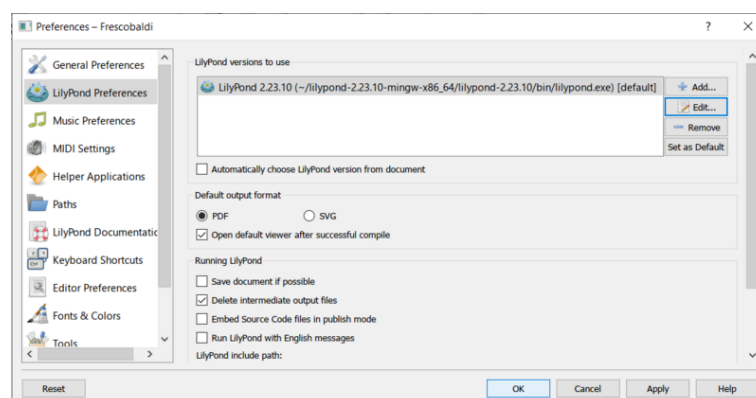 Preferences – Frescobaldi
?
General Preferences
LilyPond Preferences
Music Preferences
MIDI Settings
Helper Applications
Paths
LilyPond Documentatic
Keyboard Shortcuts
Editor Preferences
Fonts & Colors
Tools
LilyPond versions to use
LilyPond 2.23.10 (~/lilypond-2.23.10-mingw-x86_64/lilypond-2.23.10/bin/lilypond.exe) [default]
Add...
Edit...
Remove
Set as Default
Automatically choose LilyPond version from document
Default output format
PDF
SVG
Open default viewer after successful compile
Running LilyPond
Save document if possible
Delete intermediate output files
Embed Source Code files in publish mode
Run LilyPond with English messages
LilyPond include path:
Reset
OK
Cancel
Apply
Help